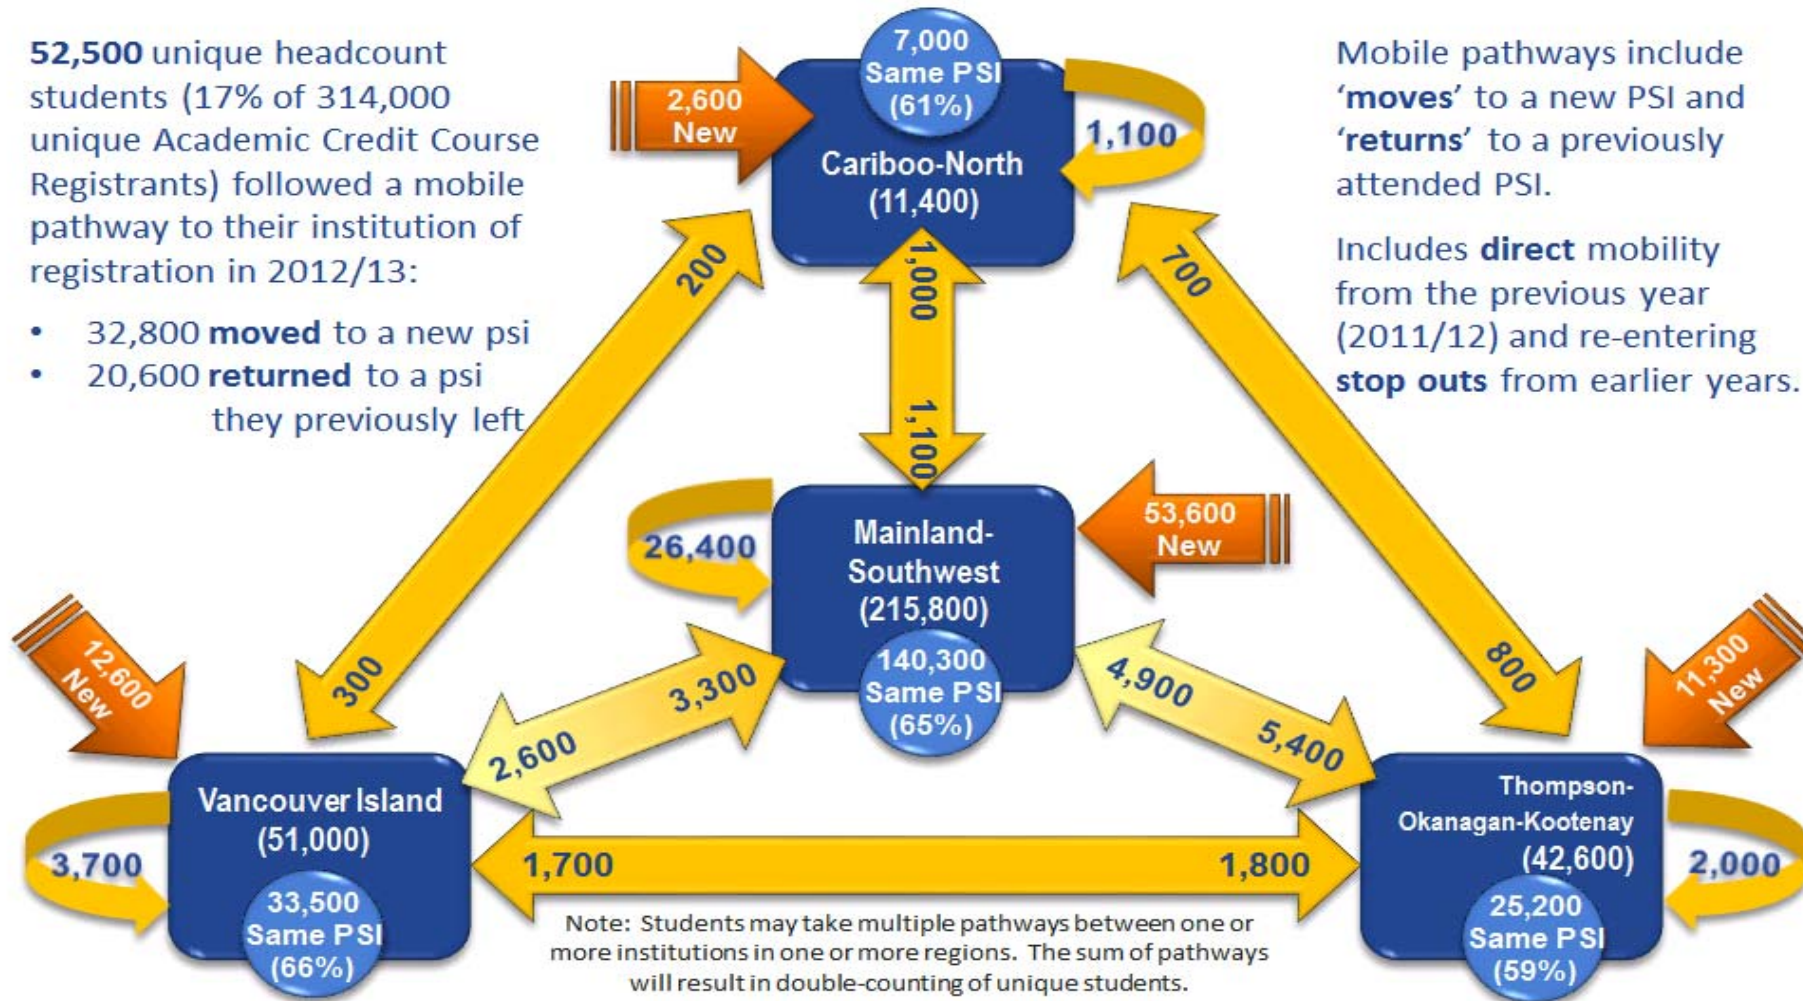 52,500 unique headcount
students (17% of 314,000
unique Academic Credit Course
Registrants) followed a mobile
pathway to their institution of
registration in 2012/13:
• 32,800 moved to a new psi
• 20,600 returned to a psi
they previously left
7,000
Same PSI
(61%)
2,600
New
Cariboo-North
(11,400)
1,100
Mobile pathways include
‘moves’ to a new PSI and
‘returns’ to a previously
attended PSI.
Includes direct mobility
from the previous year
(2011/12) and re-entering
stop outs from earlier years.
200
300
1,000
1,100
700
800
26,400
Mainland-
Southwest
(215,800)
140,300
Same PSI
(65%)
53,600
New
12,600
New
2,600
3,300
4,900
5,400
11,300
New
3,700
Vancouver Island
(51,000)
33,500
Same PSI
(66%)
1,700
1,800
Thompson-
Okanagan-Kootenay
(42,600)
25,200
Same PSI
(59%)
2,000
Note: Students may take multiple pathways between one or
more institutions in one or more regions. The sum of pathways
will result in double-counting of unique students.